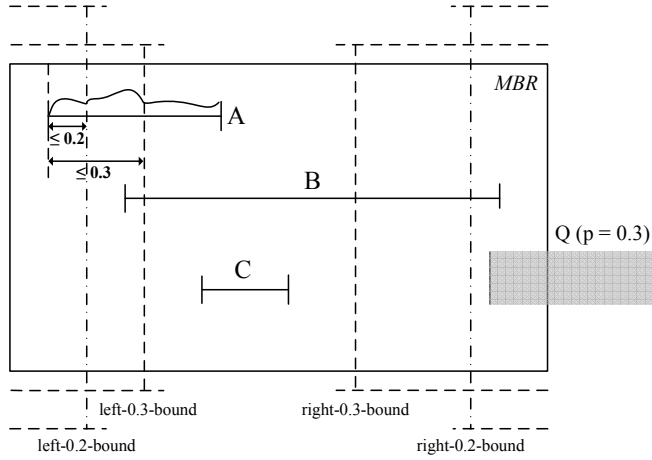 MBR
A
≤ 0.2
≤ 0.3
B
Q (p = 0.3)
C
left-0.3-bound
right-0.3-bound
left-0.2-bound
right-0.2-bound